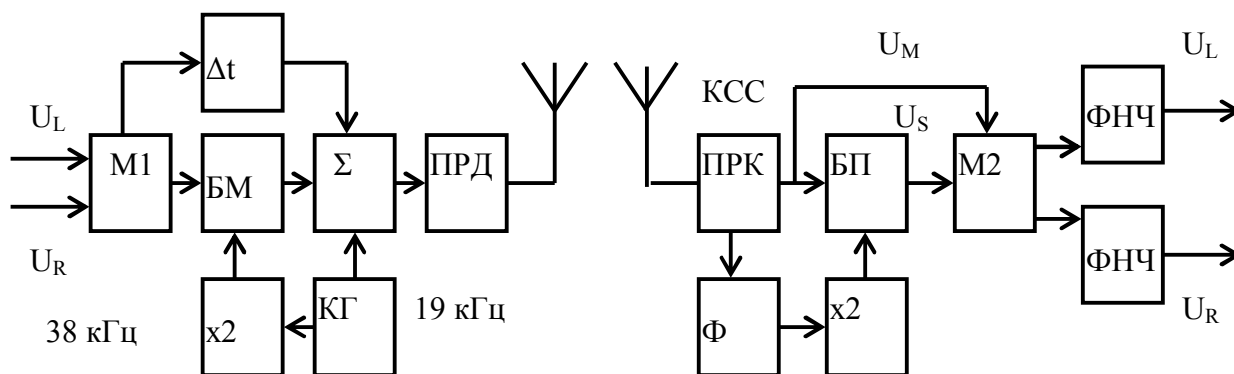 Δt
U_L
M1
БМ
Σ
ПРД
U_R
38 кГц
x2
КГ
19 кГц
КСС
U_M
U_S
ПРК
БП
М2
ФНЧ
U_L
Ф
x2
ФНЧ
U_R